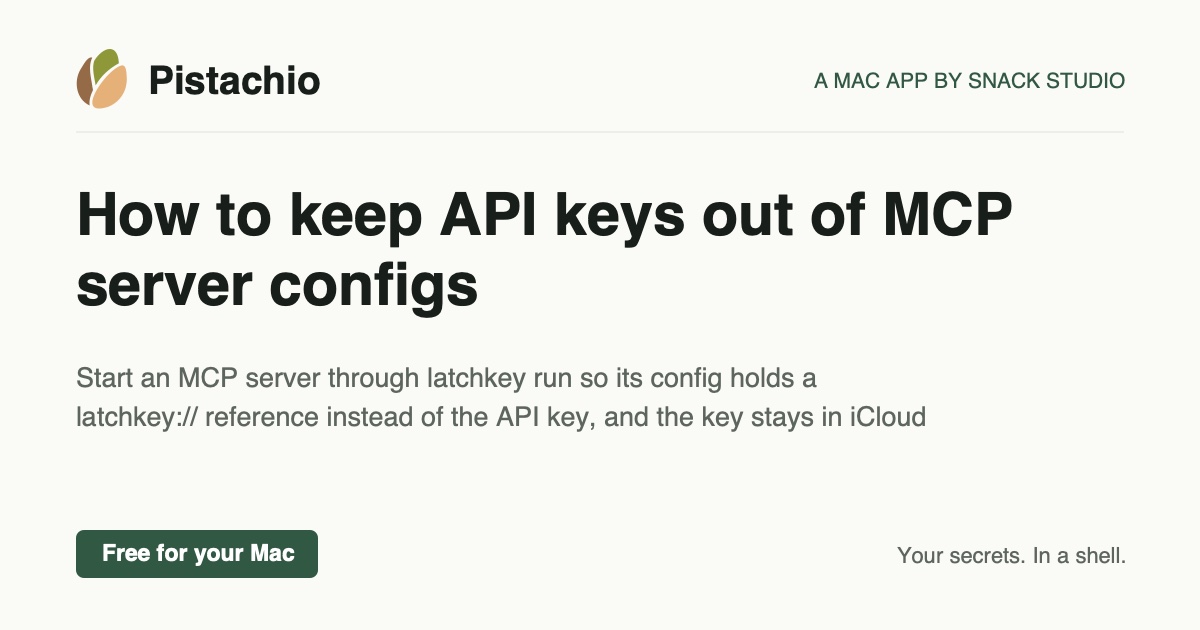 Pistachio
A MAC APP BY SNACK STUDIO
How to keep API keys out of MCP
server configs
Start an MCP server through latchkey run so its config holds a
latchkey:// reference instead of the API key, and the key stays in iCloud
Free for your Mac
Your secrets. In a shell.